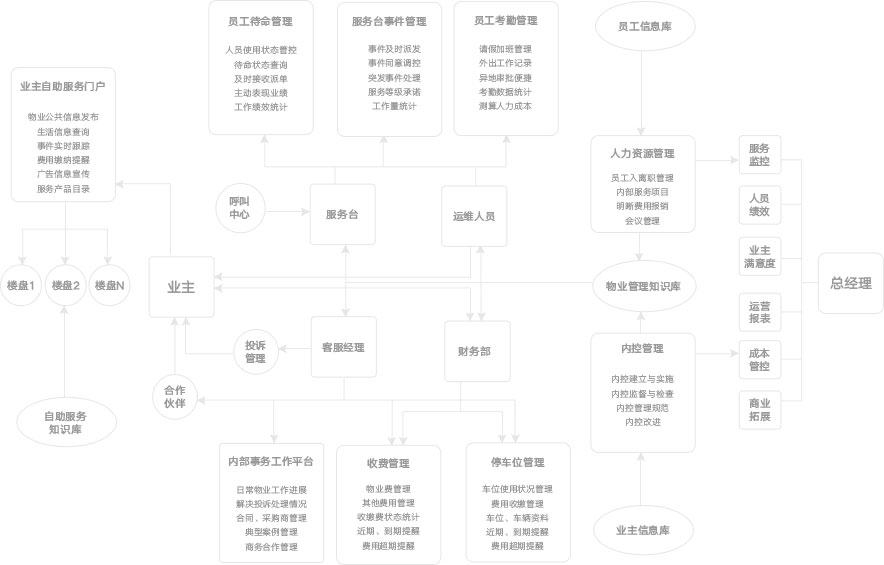 员工待命管理
人员使用状态管控
待命状态查询
及时接收派单
主动表现业绩
工作绩效统计
服务台事件管理
事件及时派发
事件同意调控
突发事件处理
服务等级承诺
工作量统计
员工考勤管理
请假加班管理
外出工作记录
异地审批便捷
考勤数据统计
测算人力成本
员工信息库
业主自助服务门户
物业公共信息发布
生活信息查询
事件实时跟踪
费用缴纳提醒
广告信息宣传
服务产品目录
人力资源管理
员工入离职管理
内部服务项目
明晰费用报销
会议管理
服务
监控
人员
绩效
业主
满意度
运营
报表
成本
管控
商业
拓展
总经理
呼叫
中心
服务台
运维人员
楼盘1
楼盘2
楼盘N
业主
物业管理知识库
投诉
管理
客服经理
财务部
内控管理
内控建立与实施
内控监督与检查
内控管理规范
内控改进
合作
伙伴
自助服务
知识库
内部事务工作平台
日常物业工作进展
解决投诉处理情况
合同、采购商管理
典型案例管理
商务合作管理
收费管理
物业费管理
其他费用管理
收缴费状态统计
近期、到期提醒
费用超期提醒
停车位管理
车位使用状况管理
费用收缴管理
车位、车辆资料
近期、到期提醒
费用超期提醒
业主信息库